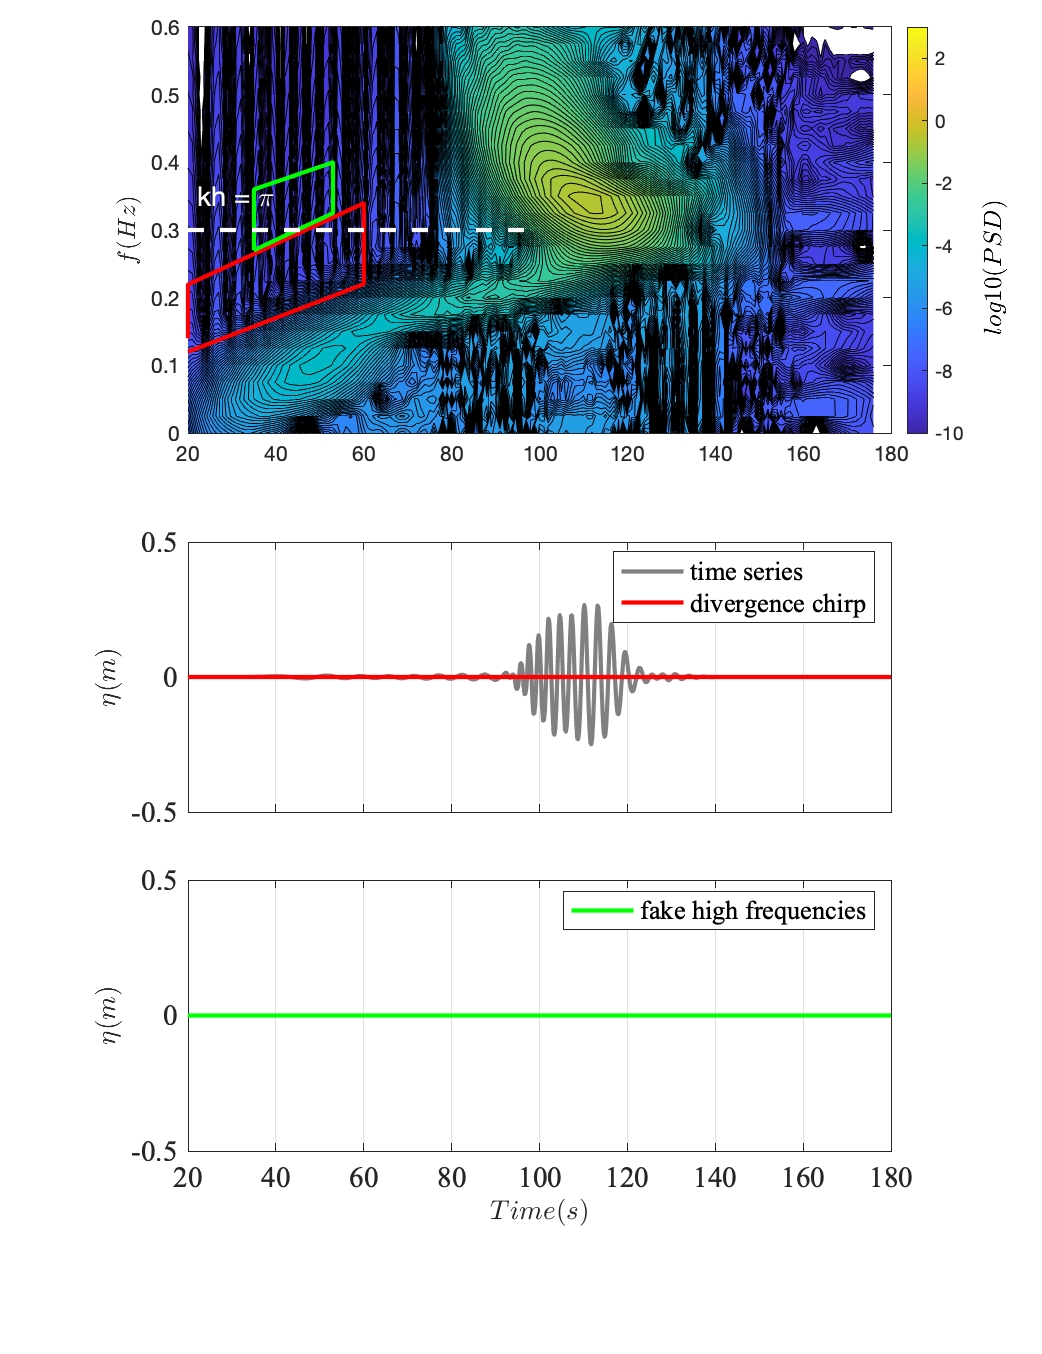 0.6
0.5
0.4
0.3
0.2
0.1
0
f(Hz)
kh = π
20 40 60 80 100 120 140 160 180
2
0
-2
-4
-6
-8
-10
log10(PSD)
0.5
0
-0.5
η(m)
time series
divergence chirp
0.5
0
-0.5
η(m)
fake high frequencies
20 40 60 80 100 120 140 160 180
Time(s)